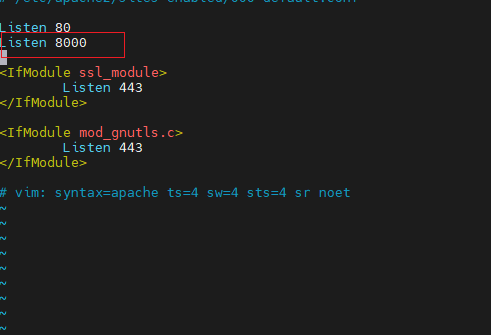 # /etc/apache2/sites-enabled/000-default.conf
Listen 80
Listen 8000
<IfModule ssl_module>
Listen 443
</IfModule>
<IfModule mod_gnutls.c>
Listen 443
</IfModule>
# vim: syntax=apache ts=4 sw=4 sts=4 sr noet
~
~
~
~
~
~
~
~
~